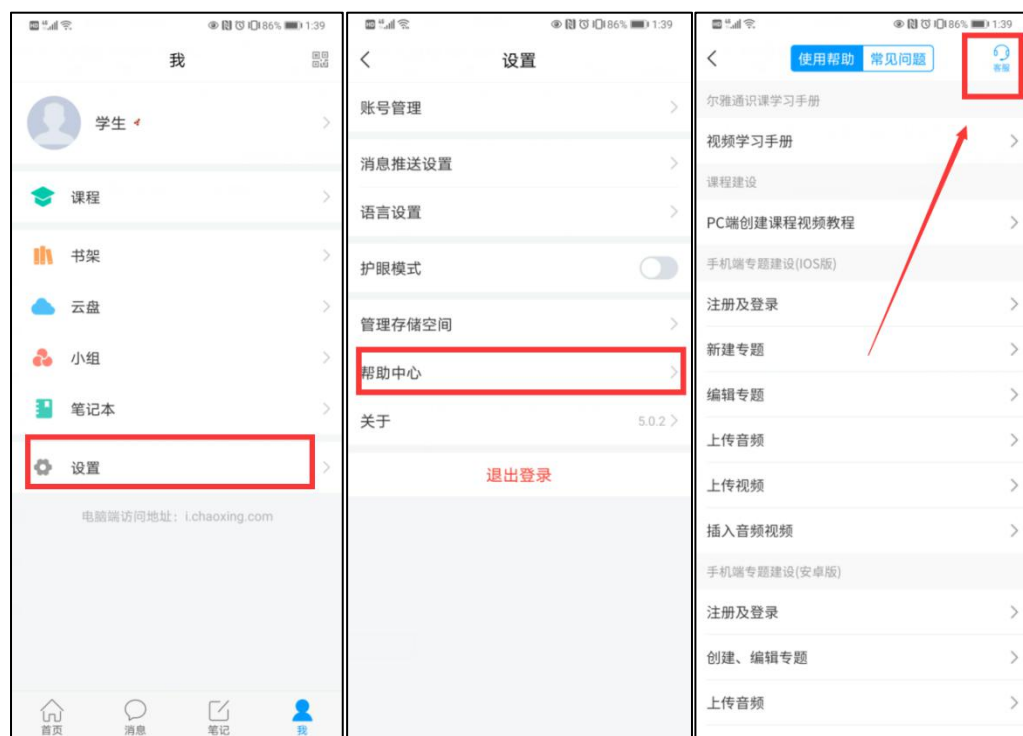 HD 4G 86% 1:39
我
学生
课程
书架
云盘
小组
笔记本
设置
电脑端访问地址：i.chaoxing.com
首页 消息 笔记 我
HD 4G 86% 1:39
设置
账号管理
消息推送设置
语言设置
护眼模式
管理存储空间
帮助中心
关于 5.0.2
退出登录
HD 4G 86% 1:39
使用帮助 常见问题 客服
尔雅通识课学习手册
视频学习手册
课程建设
PC端创建课程视频教程
手机端专题建设(IOS版)
注册及登录
新建专题
编辑专题
上传音频
上传视频
插入音频视频
手机端专题建设(安卓版)
注册及登录
创建、编辑专题
上传音频